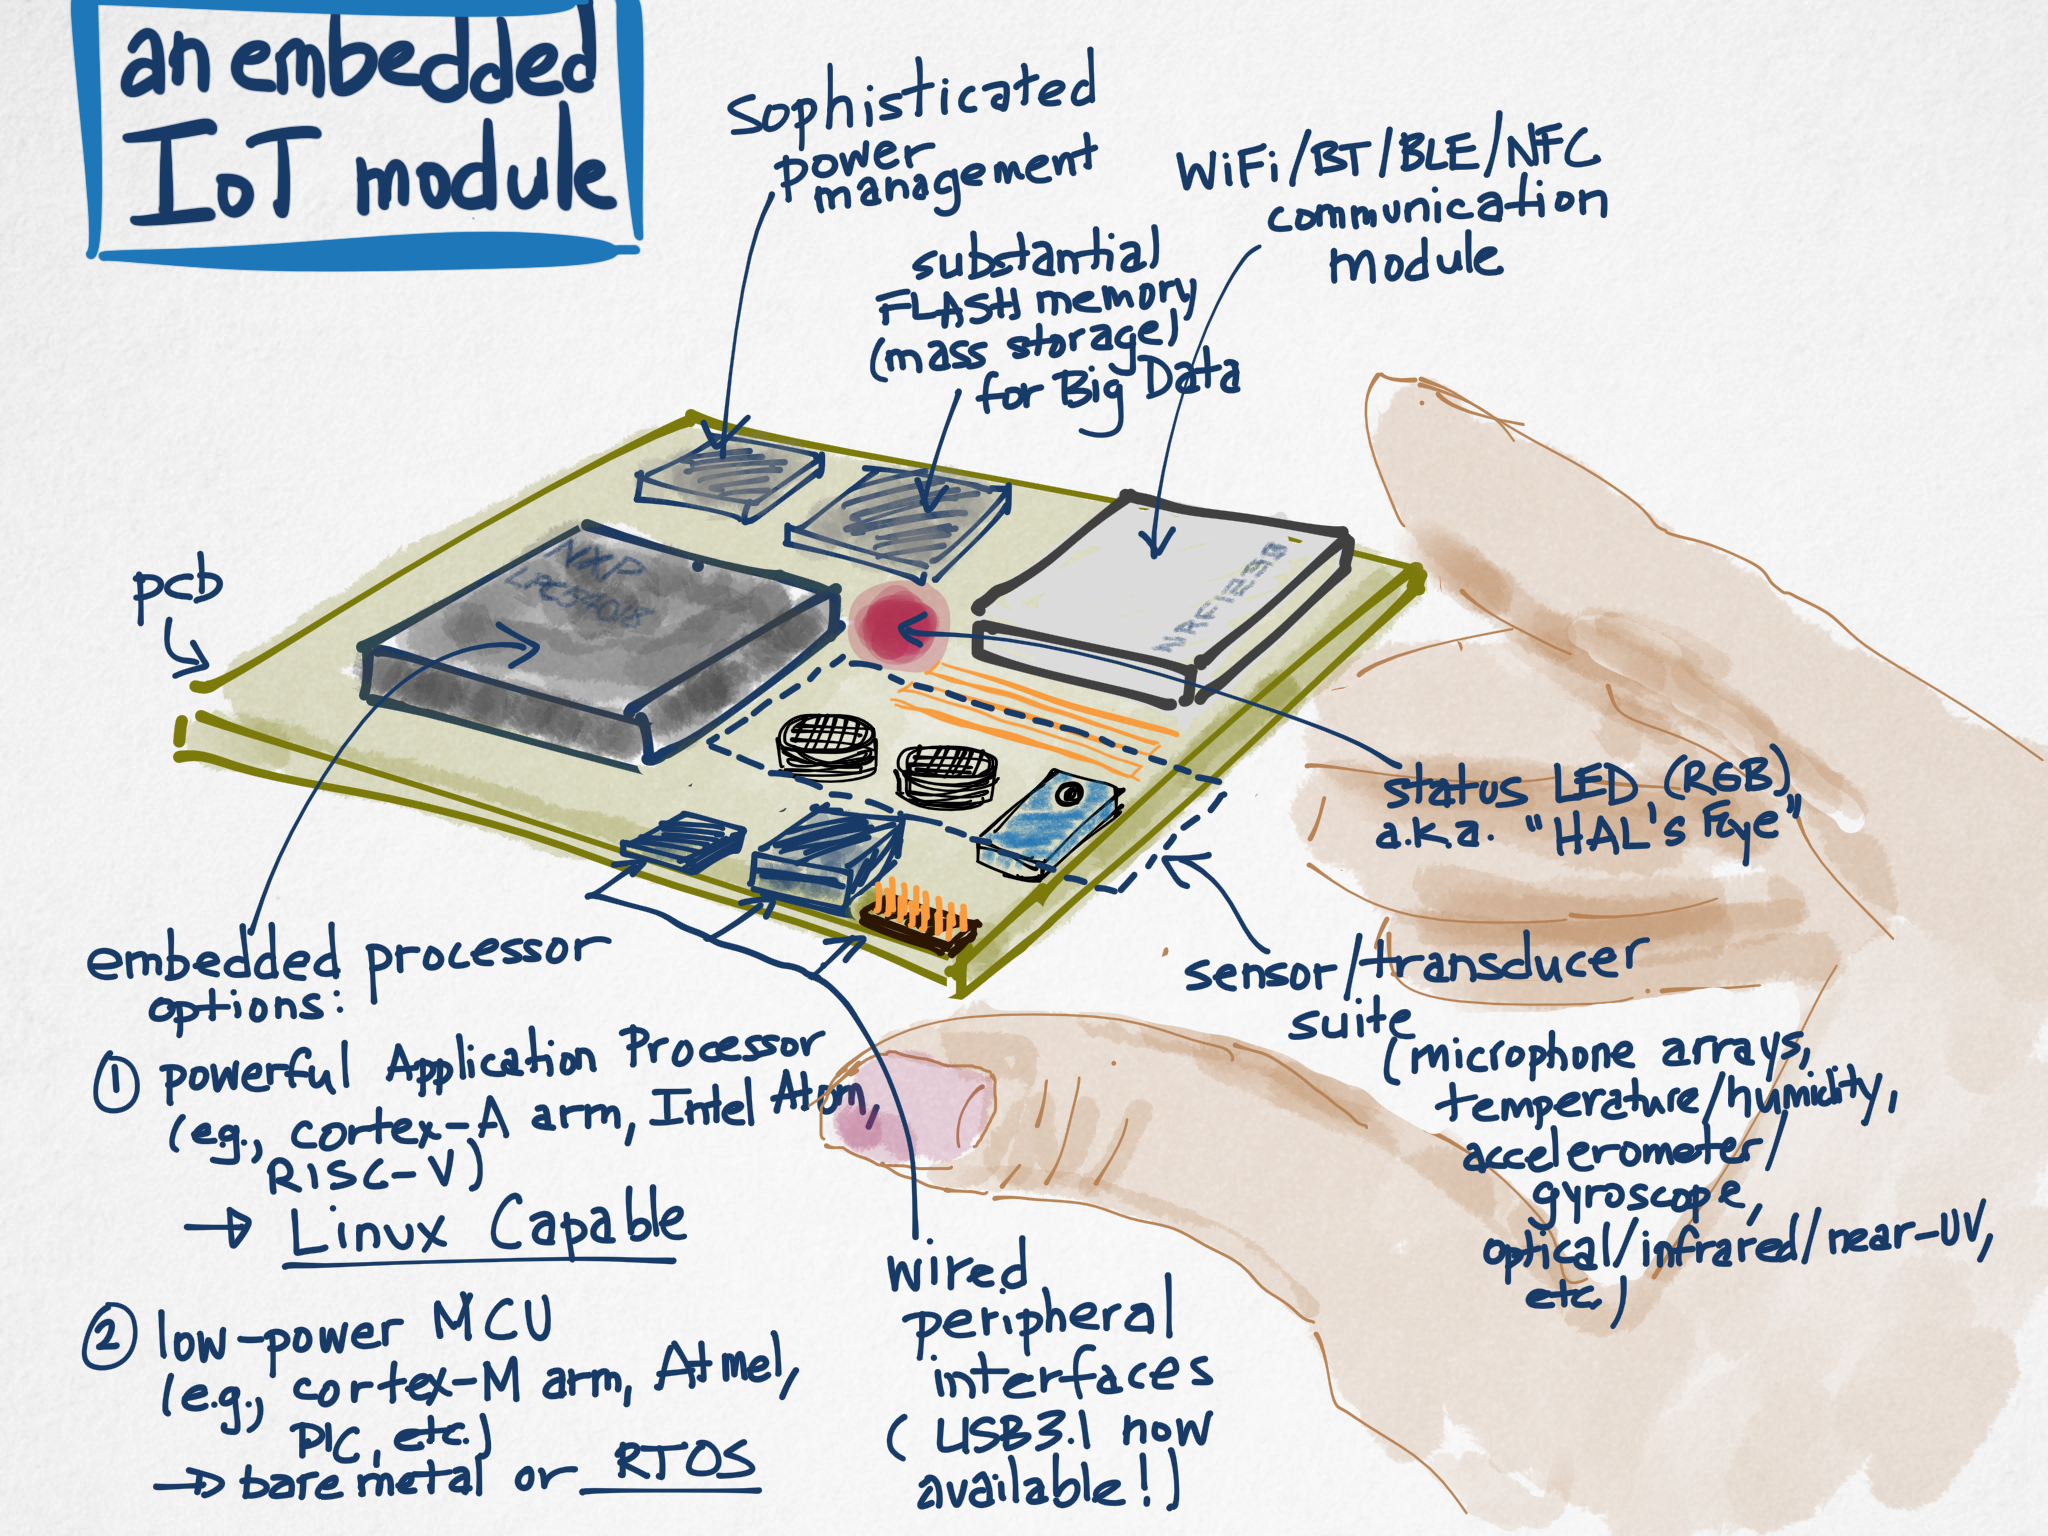 an embedded
IoT module
Sophisticated
power
management
WiFi/BT/BLE/NFC
communication
module
substantial
FLASH memory
(mass storage)
for Big Data
pcb
NXP
LPC54018
NRF12393
status LED (RGB)
a.k.a. "HAL's Eye"
embedded processor
options:
① powerful Application Processor
(e.g., cortex-A arm, Intel Atom,
RISC-V)
→ Linux Capable
② low-power MCU
(e.g., cortex-M arm, Atmel,
PIC, etc.)
→ bare metal or RTOS
wired
peripheral
interfaces
(USB3.1 now
available!)
sensor/transducer
suite
(microphone arrays,
temperature/humidity,
accelerometer/
gyroscope,
optical/infrared/near-UV,
etc.)